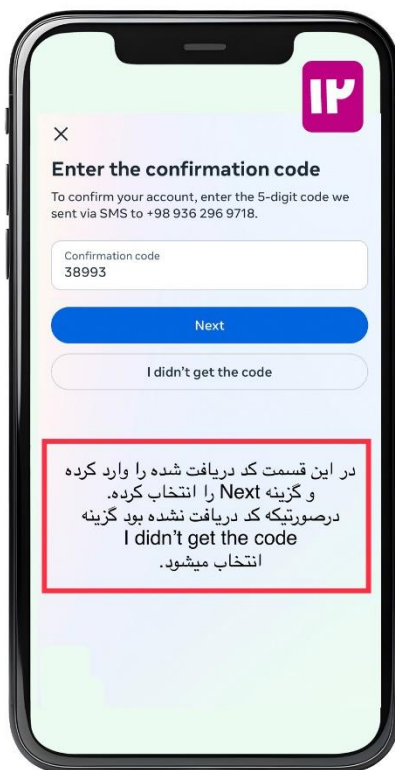 ۱۲
Enter the confirmation code
To confirm your account, enter the 5-digit code we
sent via SMS to +98 936 296 9718.
Confirmation code
38993
Next
I didn't get the code
در این قسمت کد دریافت شده را وارد کرده
و گزینه Next را انتخاب کرده.
درصورتیکه کد دریافت نشده بود گزینه
I didn't get the code
انتخاب میشود.